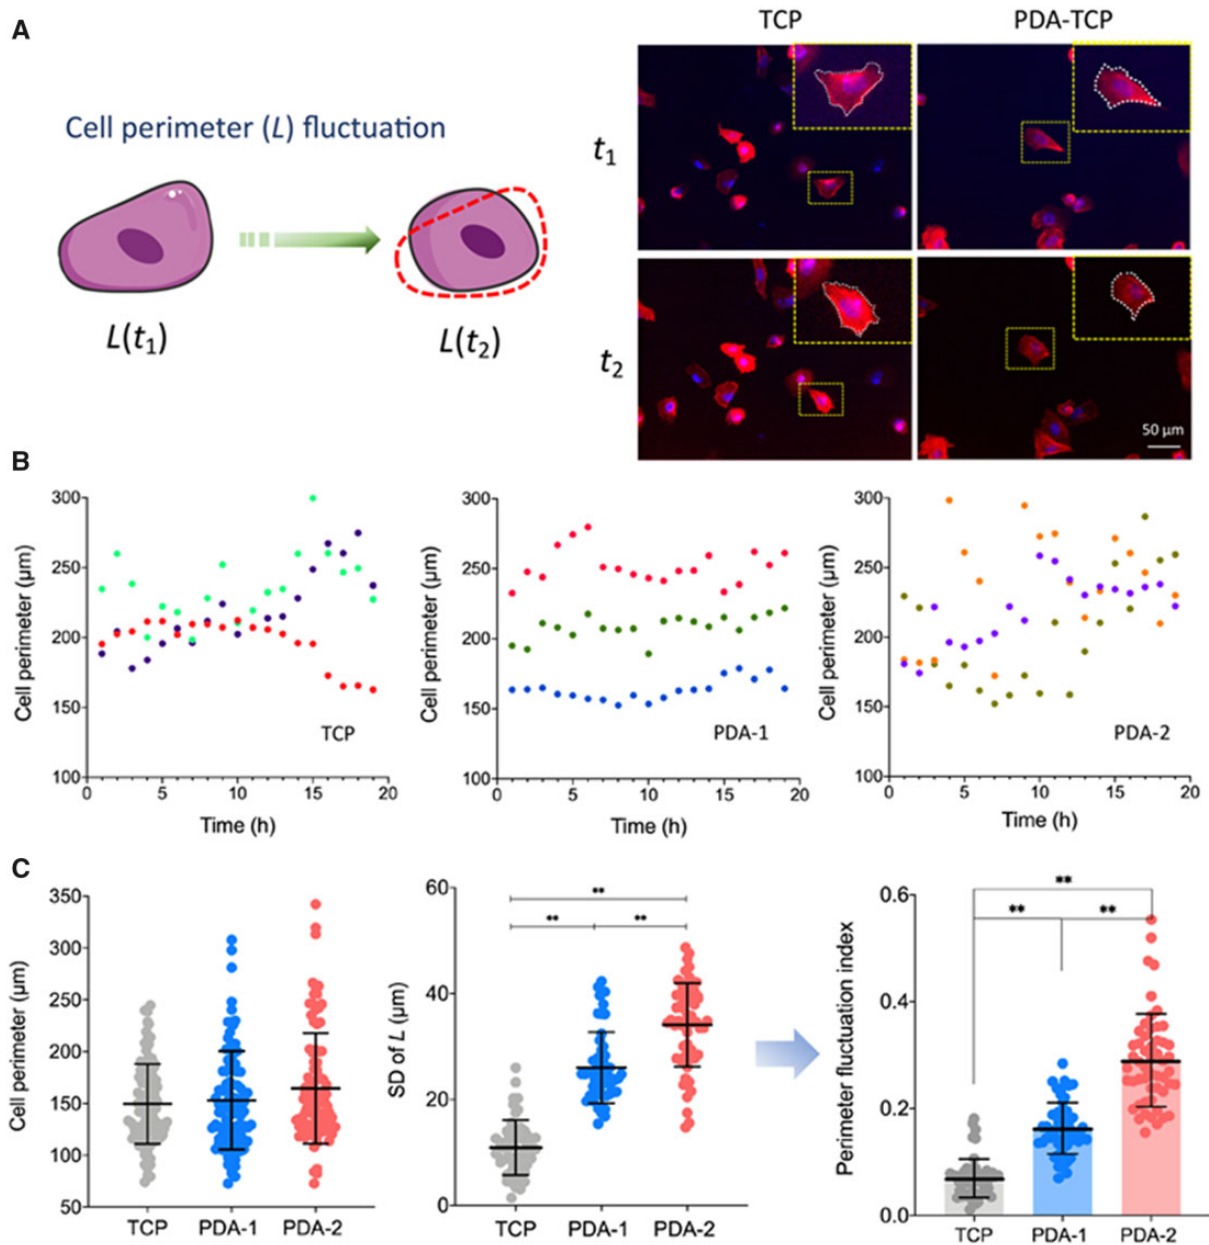 A
TCP
PDA-TCP
Cell perimeter (L) fluctuation
t1
L(t1)
L(t2)
t2
50 μm
B
300
250
200
150
100
Cell perimeter (μm)
TCP
0
5
10
15
20
Time (h)
300
250
200
150
100
Cell perimeter (μm)
PDA-1
0
5
10
15
20
Time (h)
300
250
200
150
100
Cell perimeter (μm)
PDA-2
0
5
10
15
20
Time (h)
C
350
300
250
200
150
100
50
Cell perimeter (μm)
TCP
PDA-1
PDA-2
60
40
20
0
SD of L (μm)
**
**
**
TCP
PDA-1
PDA-2
0.6
0.4
0.2
0.0
Perimeter fluctuation index
**
**
**
TCP
PDA-1
PDA-2